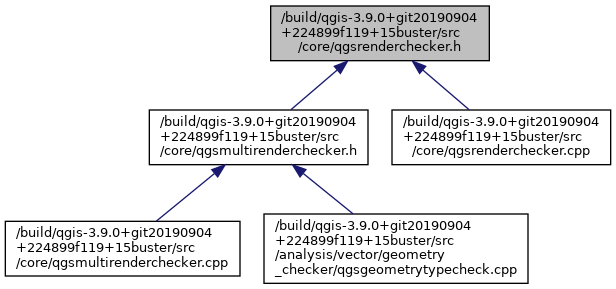 /build/qgis-3.9.0+git20190904
+224899f119+15buster/src
/core/qgsrenderchecker.h
/build/qgis-3.9.0+git20190904
+224899f119+15buster/src
/core/qgsmultirenderchecker.h
/build/qgis-3.9.0+git20190904
+224899f119+15buster/src
/core/qgsrenderchecker.cpp
/build/qgis-3.9.0+git20190904
+224899f119+15buster/src
/core/qgsmultirenderchecker.cpp
/build/qgis-3.9.0+git20190904
+224899f119+15buster/src
/analysis/vector/geometry
_checker/qgsgeometrytypecheck.cpp